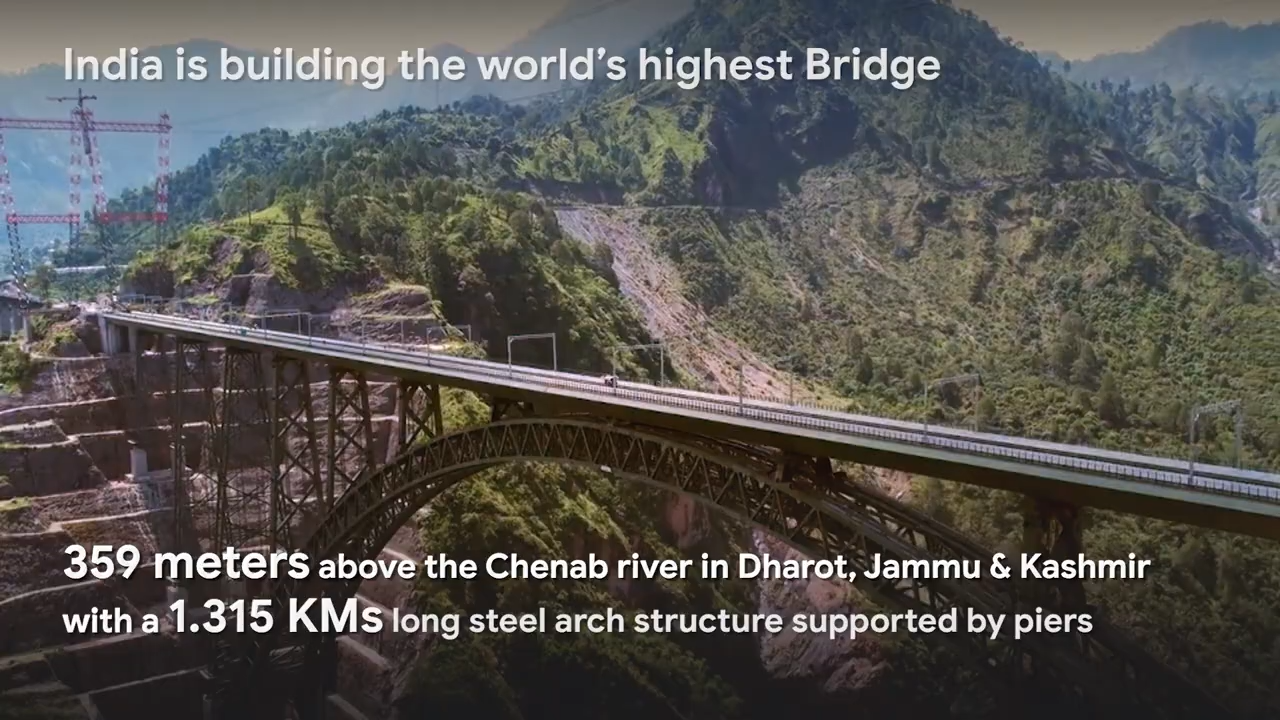 India is building the world's highest Bridge
359 meters above the Chenab river in Dharot, Jammu & Kashmir
with a 1.315 KMs long steel arch structure supported by piers